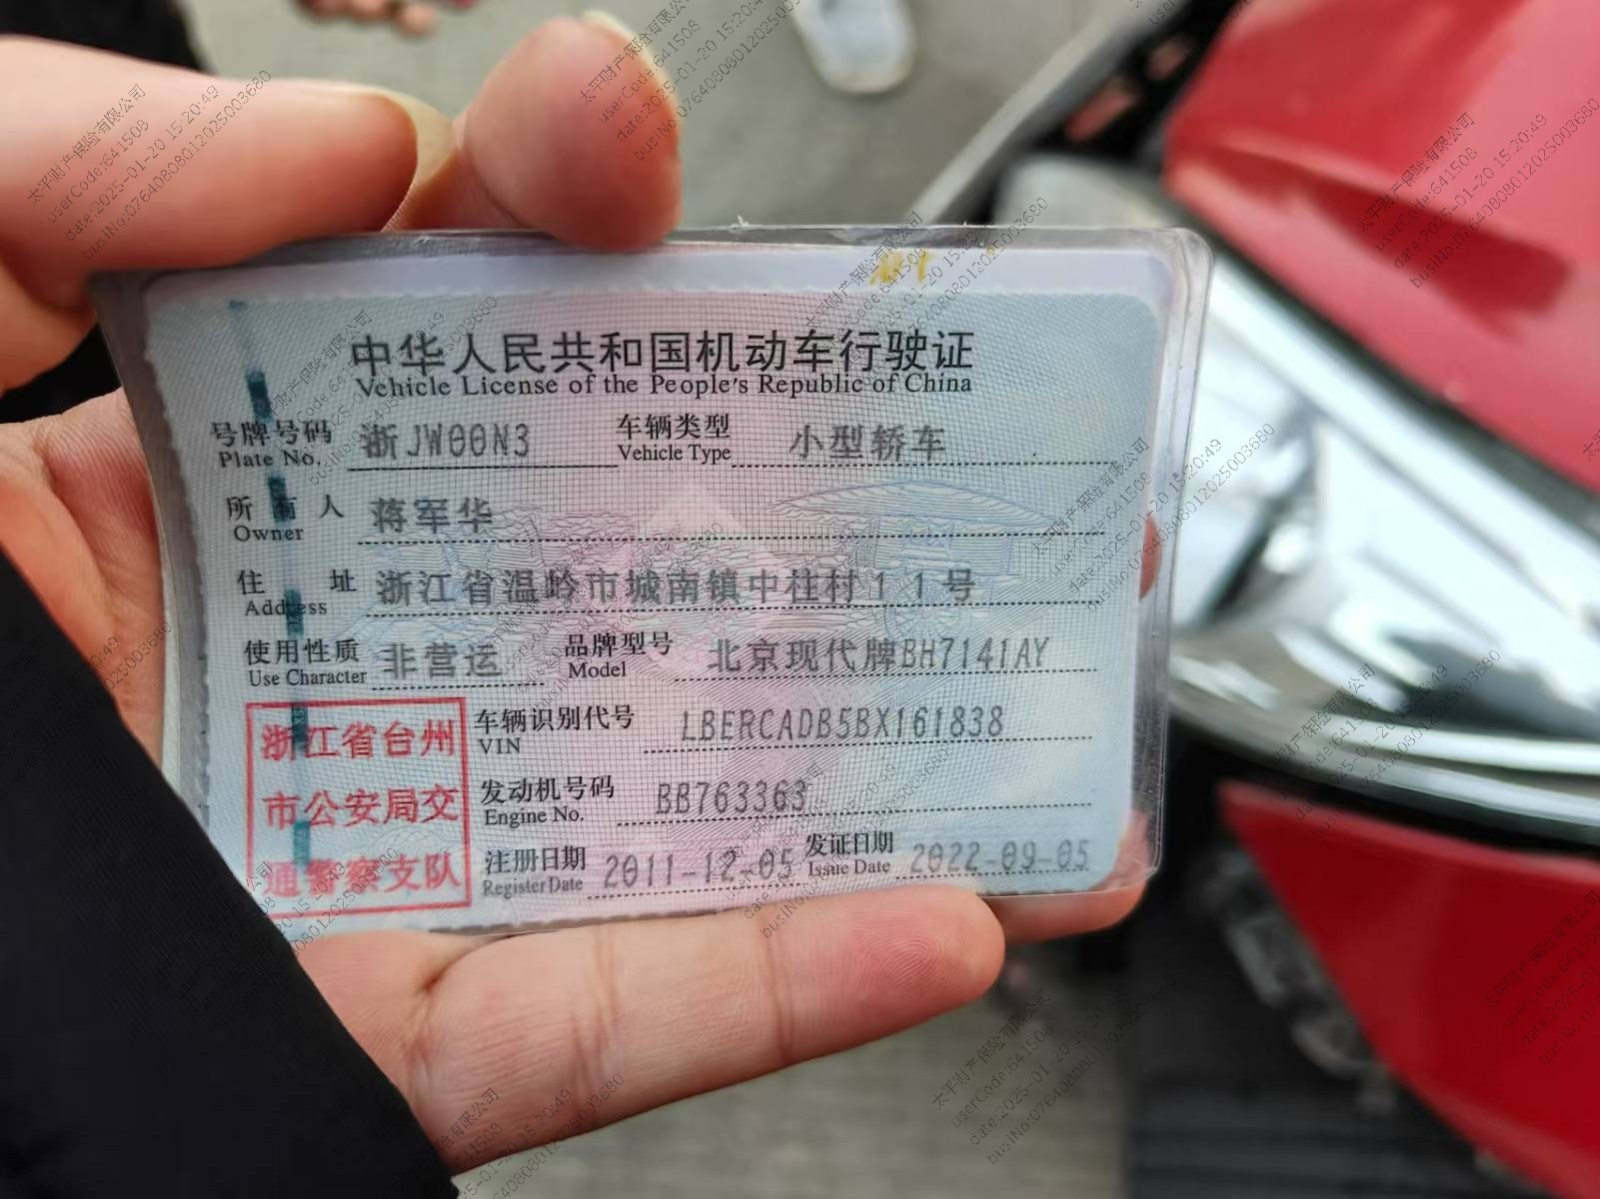 中华人民共和国机动车行驶证
Vehicle License of the People's Republic of China
号牌号码 浙JW00N3 车辆类型 小型轿车
Plate No. Vehicle Type
所有人 蒋军华
Owner
住址 浙江省温岭市城南镇中柱村11号
Address
使用性质 非营运 品牌型号 北京现代牌BH7141AY
Use Character Model
浙江省台州
市公安局交
通警察支队
车辆识别代号 LBERCADB5BX161838
VIN
发动机号码 BB763363
Engine No.
注册日期 2011-12-05 发证日期 2022-09-05
Register Date Issue Date
太平财产保险有限公司
userCode:641508
date:2025-01-20 15:20:49
busiNo:0764080801202500368​0